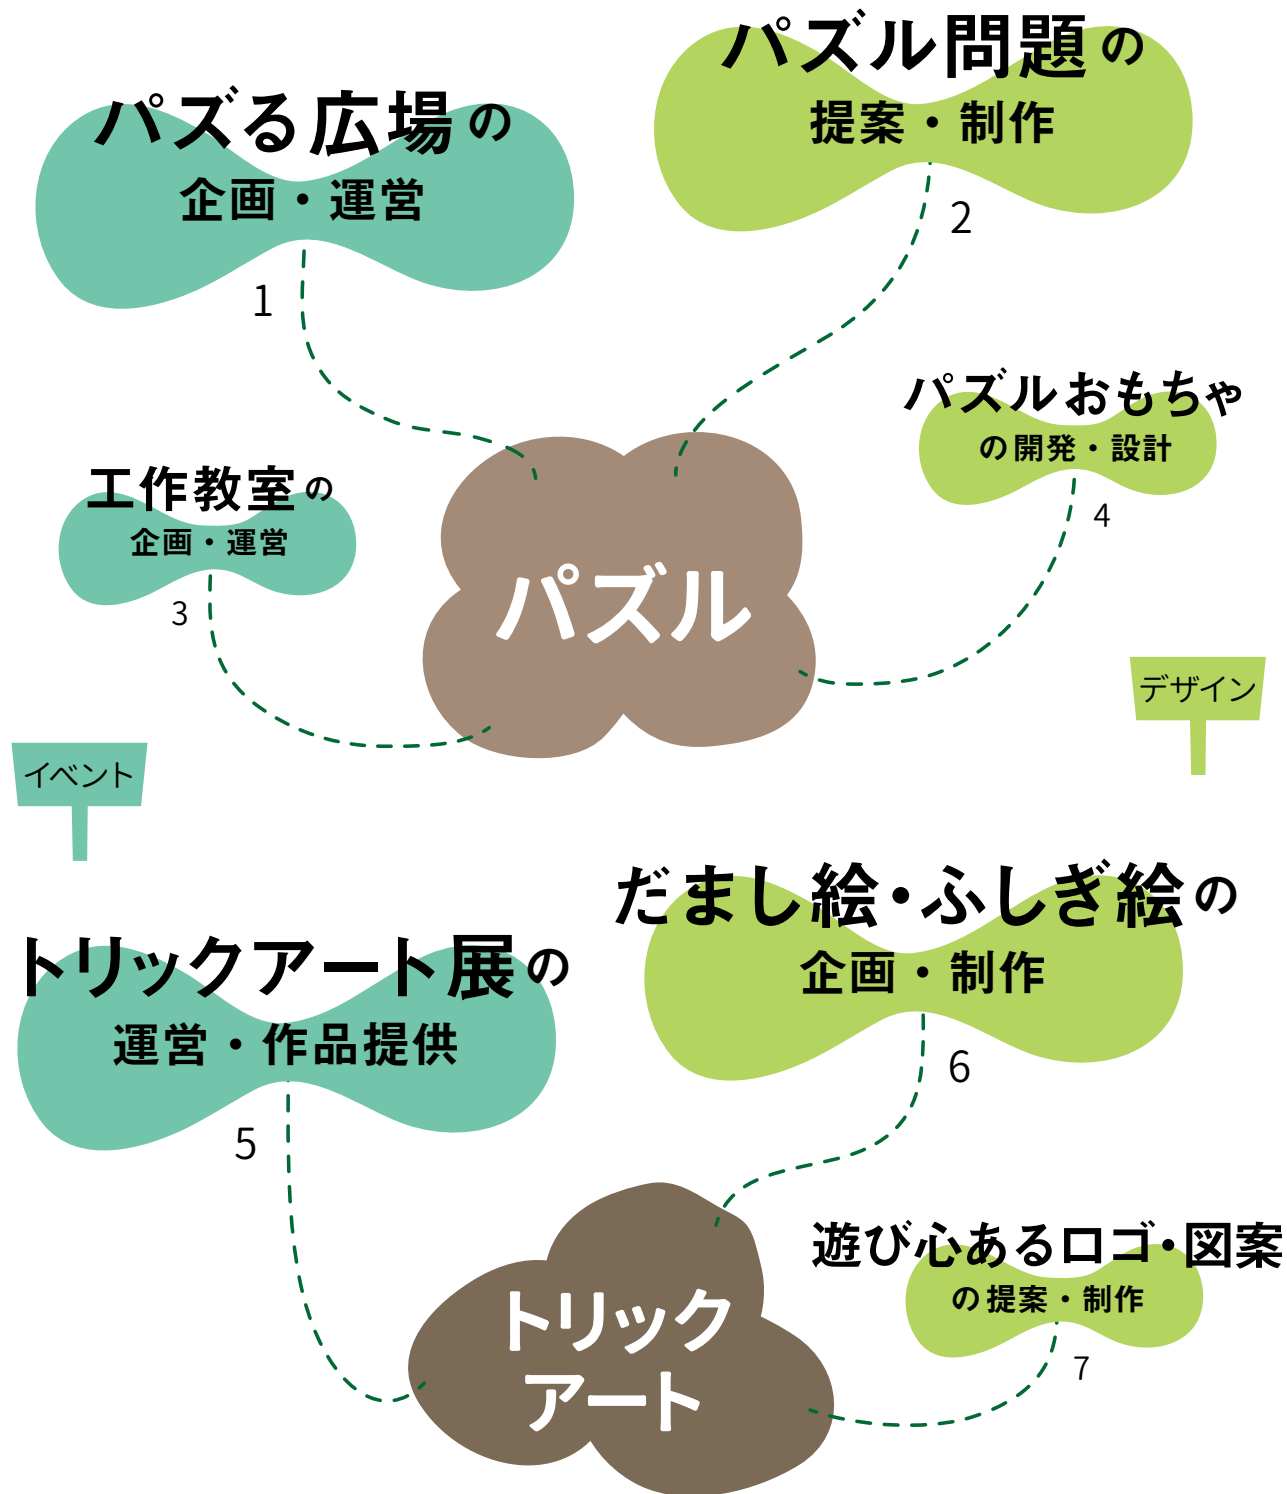 パズる広場の
企画・運営
1
パズル問題の
提案・制作
2
工作教室の
企画・運営
3
パズルおもちゃ
の開発・設計
4
パズル
イベント
デザイン
トリックアート展の
運営・作品提供
5
だまし絵・ふしぎ絵の
企画・制作
6
遊び心あるロゴ・図案
の提案・制作
7
トリック
アート